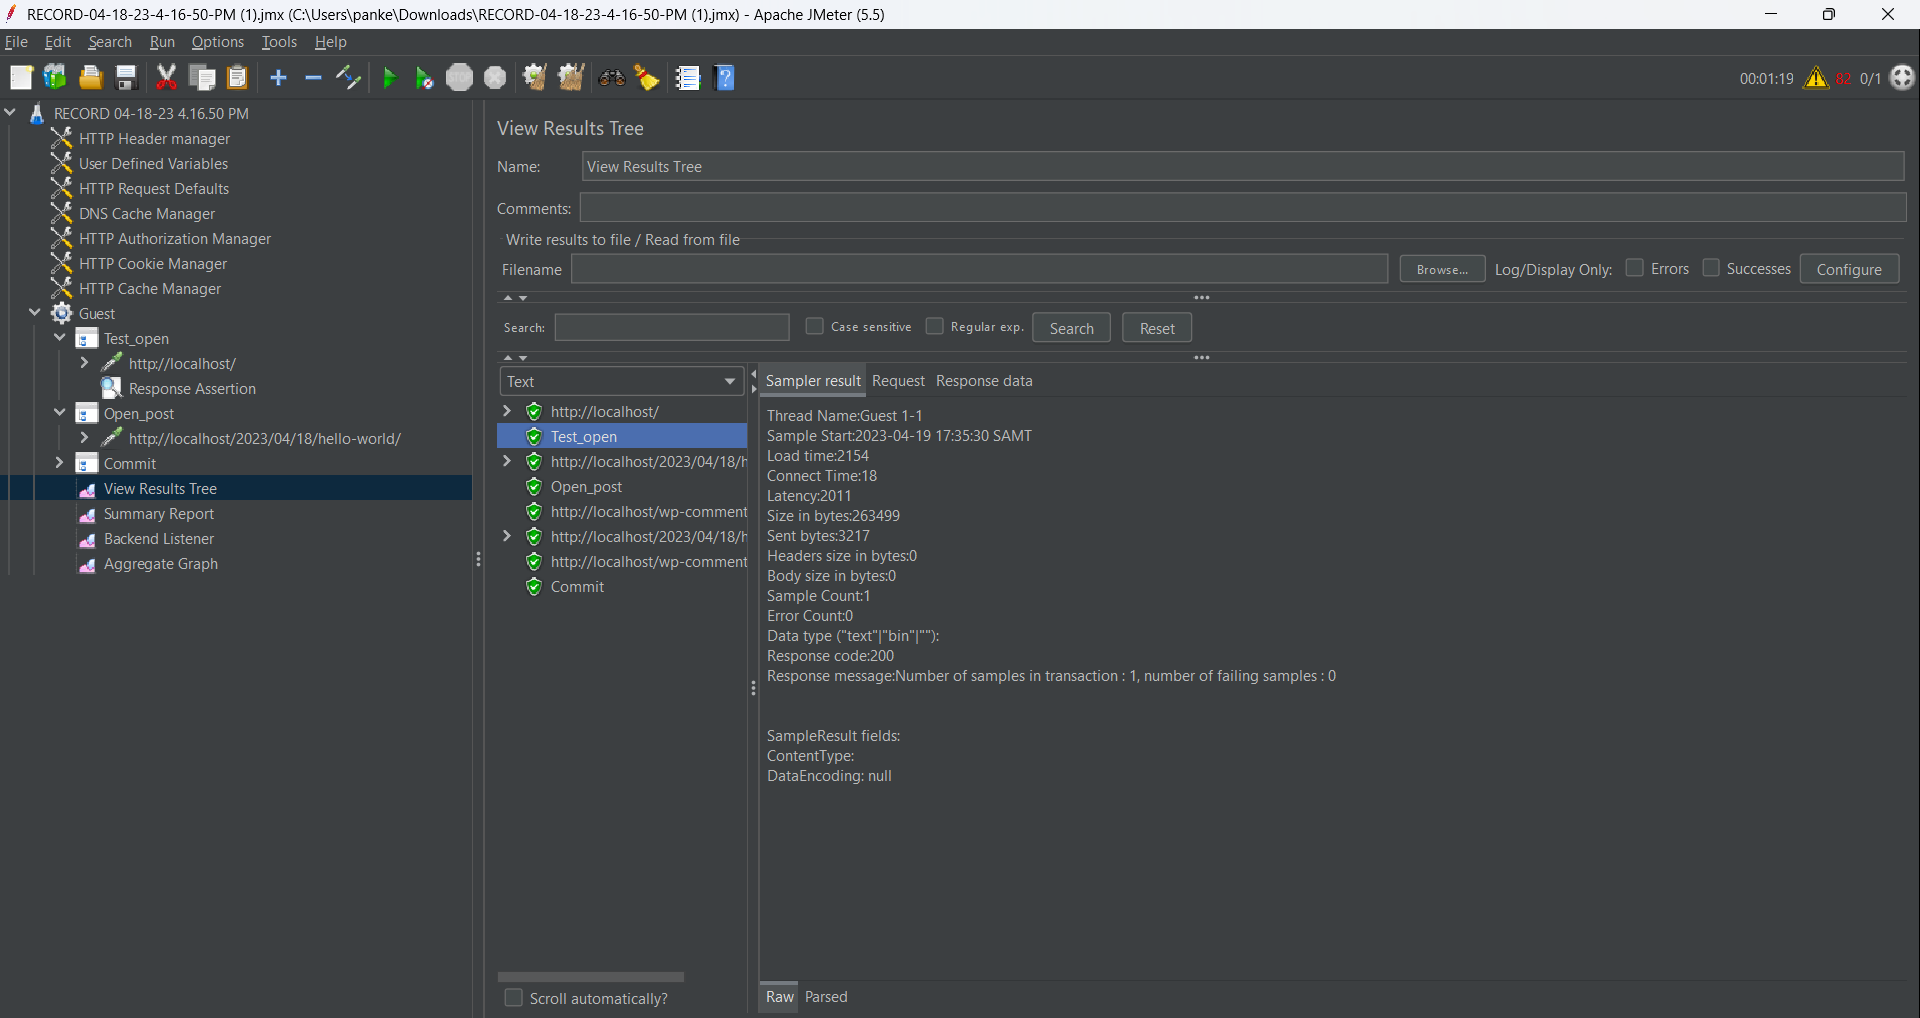 RECORD-04-18-23-4-16-50-PM (1).jmx (C:\Users\panke\Downloads\RECORD-04-18-23-4-16-50-PM (1).jmx) - Apache JMeter (5.5)
File Edit Search Run Options Tools Help
STOP
00:01:19 82 0/1
RECORD 04-18-23 4.16.50 PM
HTTP Header manager
User Defined Variables
HTTP Request Defaults
DNS Cache Manager
HTTP Authorization Manager
HTTP Cookie Manager
HTTP Cache Manager
Guest
Test_open
http://localhost/
Response Assertion
Open_post
http://localhost/2023/04/18/hello-world/
Commit
View Results Tree
Summary Report
Backend Listener
Aggregate Graph
View Results Tree
Name: View Results Tree
Comments:
Write results to file / Read from file
Filename Browse... Log/Display Only: Errors Successes Configure
Search: Case sensitive Regular exp. Search Reset
Text
http://localhost/
Test_open
http://localhost/2023/04/18/h
Open_post
http://localhost/wp-comment
http://localhost/2023/04/18/h
http://localhost/wp-comment
Commit
Scroll automatically?
Sampler result Request Response data
Thread Name:Guest 1-1
Sample Start:2023-04-19 17:35:30 SAMT
Load time:2154
Connect Time:18
Latency:2011
Size in bytes:263499
Sent bytes:3217
Headers size in bytes:0
Body size in bytes:0
Sample Count:1
Error Count:0
Data type ("text"|"bin"|""):
Response code:200
Response message:Number of samples in transaction : 1, number of failing samples : 0
SampleResult fields:
ContentType:
DataEncoding: null
Raw Parsed